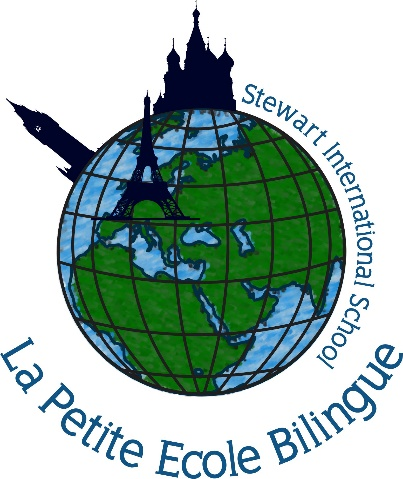 Stewart International School
La Petite Ecole Bilingue